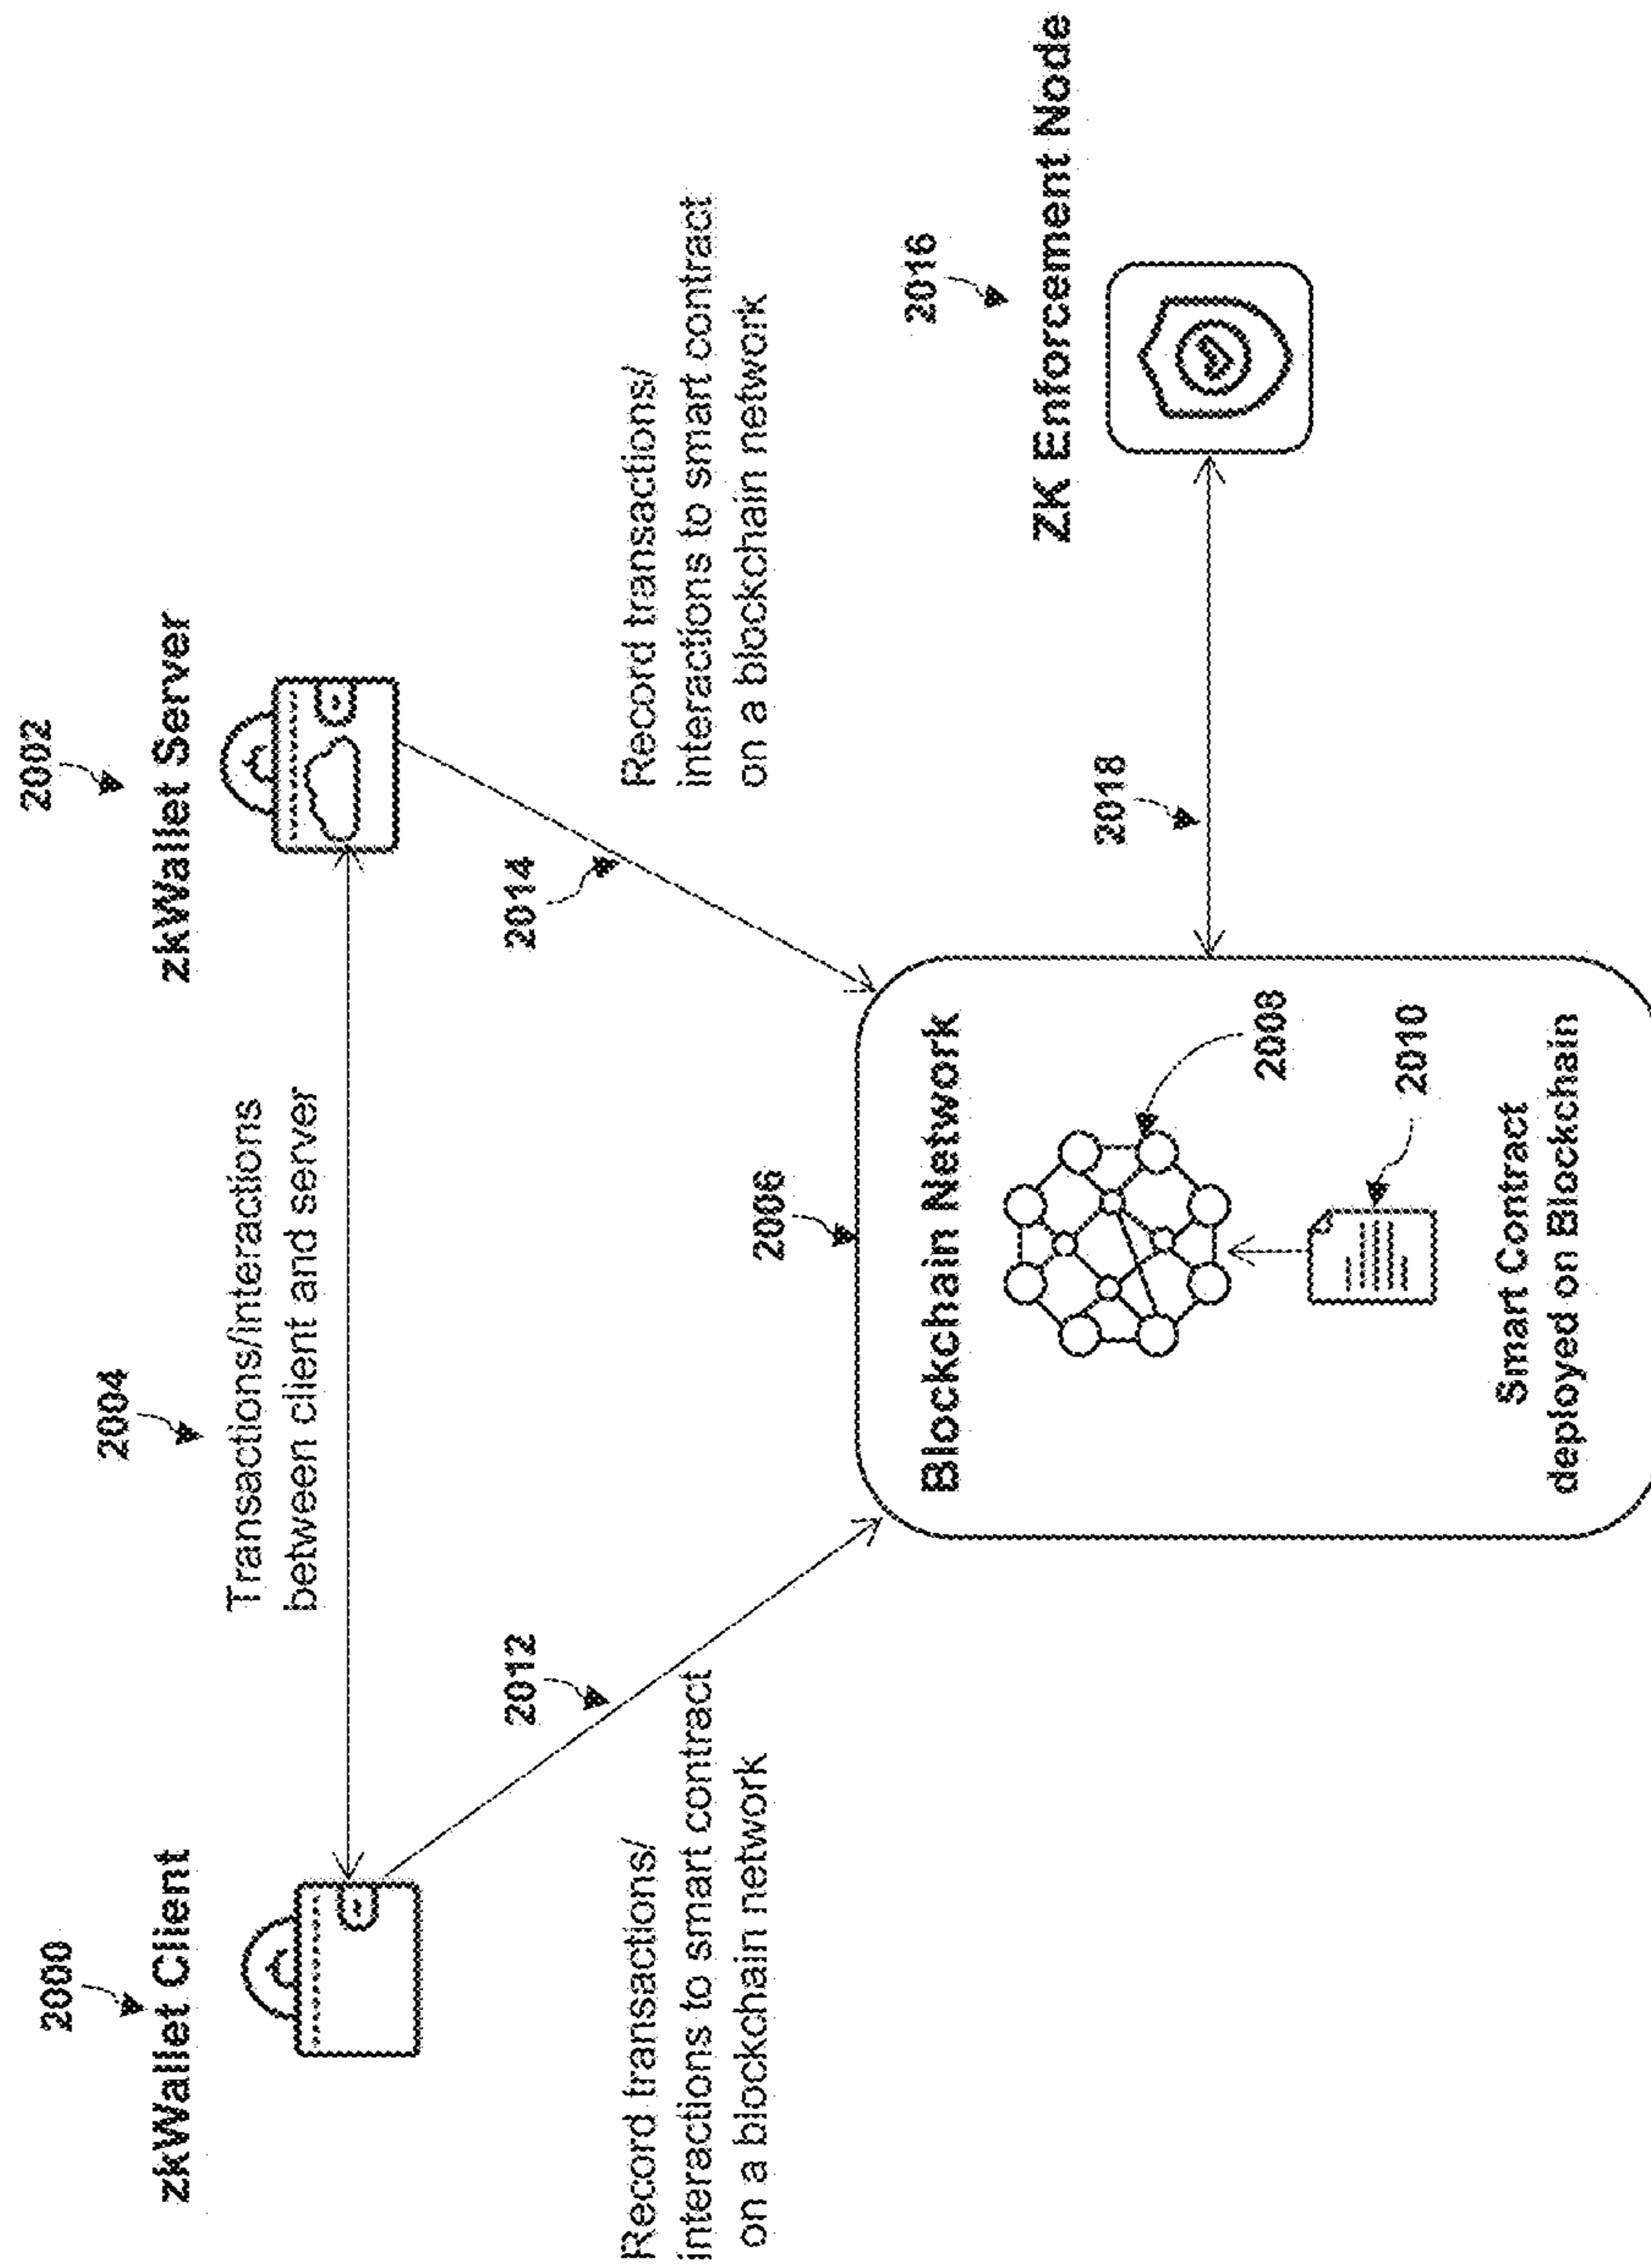 2000
zkWallet Client
2002
zkWallet Server
2004
Transactions/interactions
between client and server
2012
Record transactions/
interactions to smart contract
on a blockchain network
2014
Record transactions/
interactions to smart contract
on a blockchain network
2006
Blockchain Network
2008
2010
Smart Contract
deployed on Blockchain
2018
2016
ZK Enforcement Node